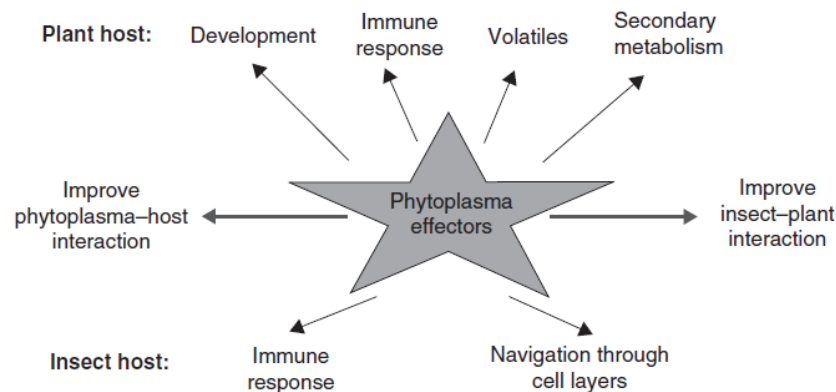 Plant host:
Development
Immune
response
Volatiles
Secondary
metabolism
Improve
phytoplasma–host
interaction
Phytoplasma
effectors
Improve
insect–plant
interaction
Insect host:
Immune
response
Navigation through
cell layers